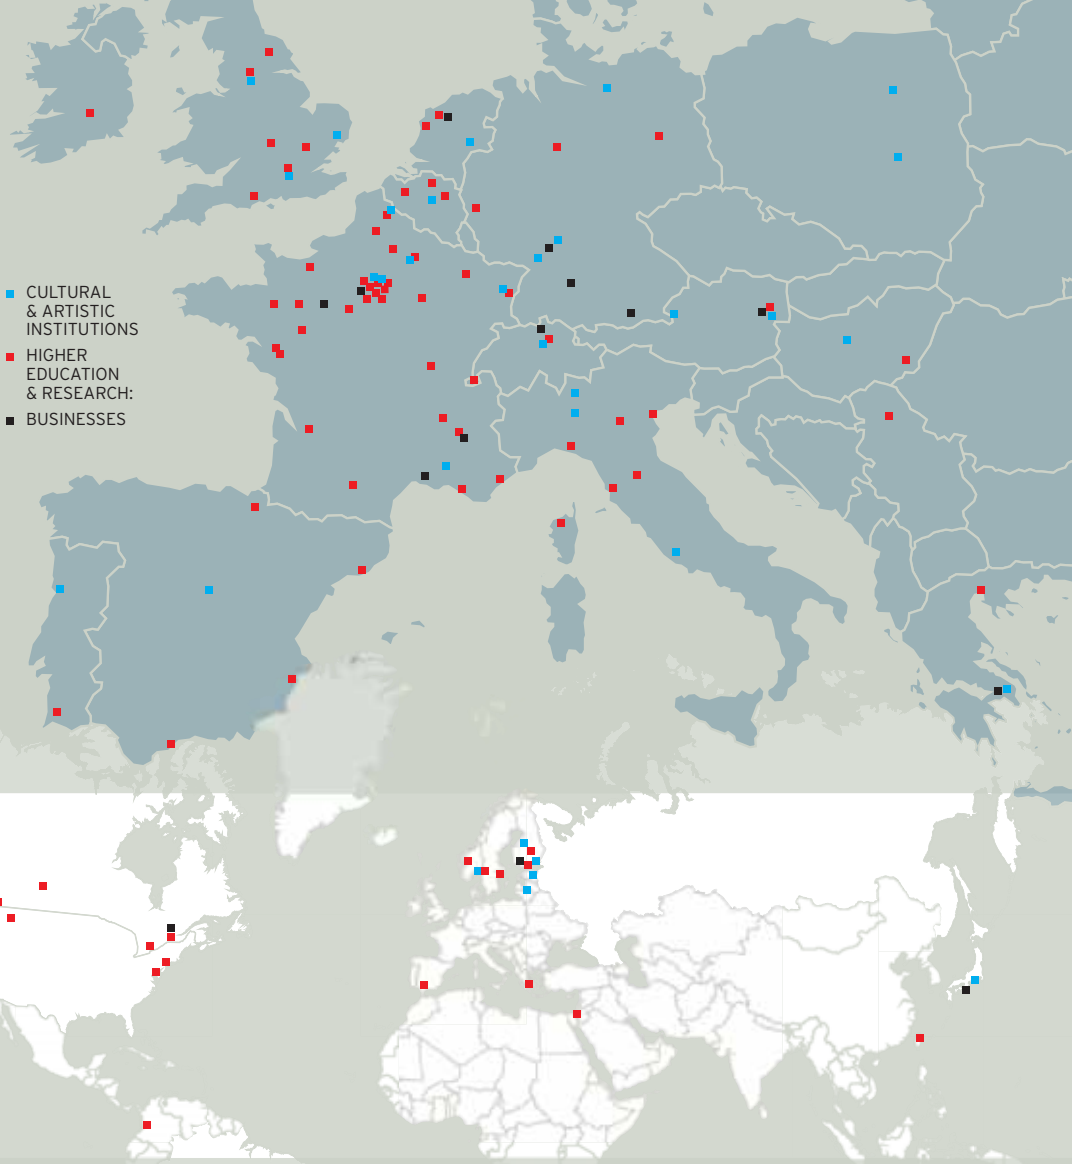 CULTURAL
& ARTISTIC
INSTITUTIONS
HIGHER
EDUCATION
& RESEARCH:
BUSINESSES